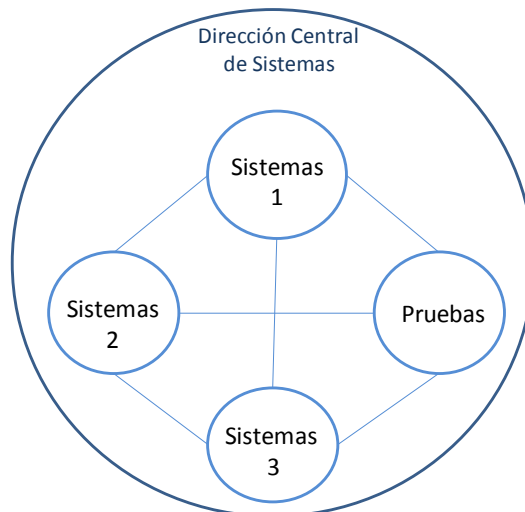 Dirección Central
de Sistemas
Sistemas
1
Sistemas
2
Pruebas
Sistemas
3